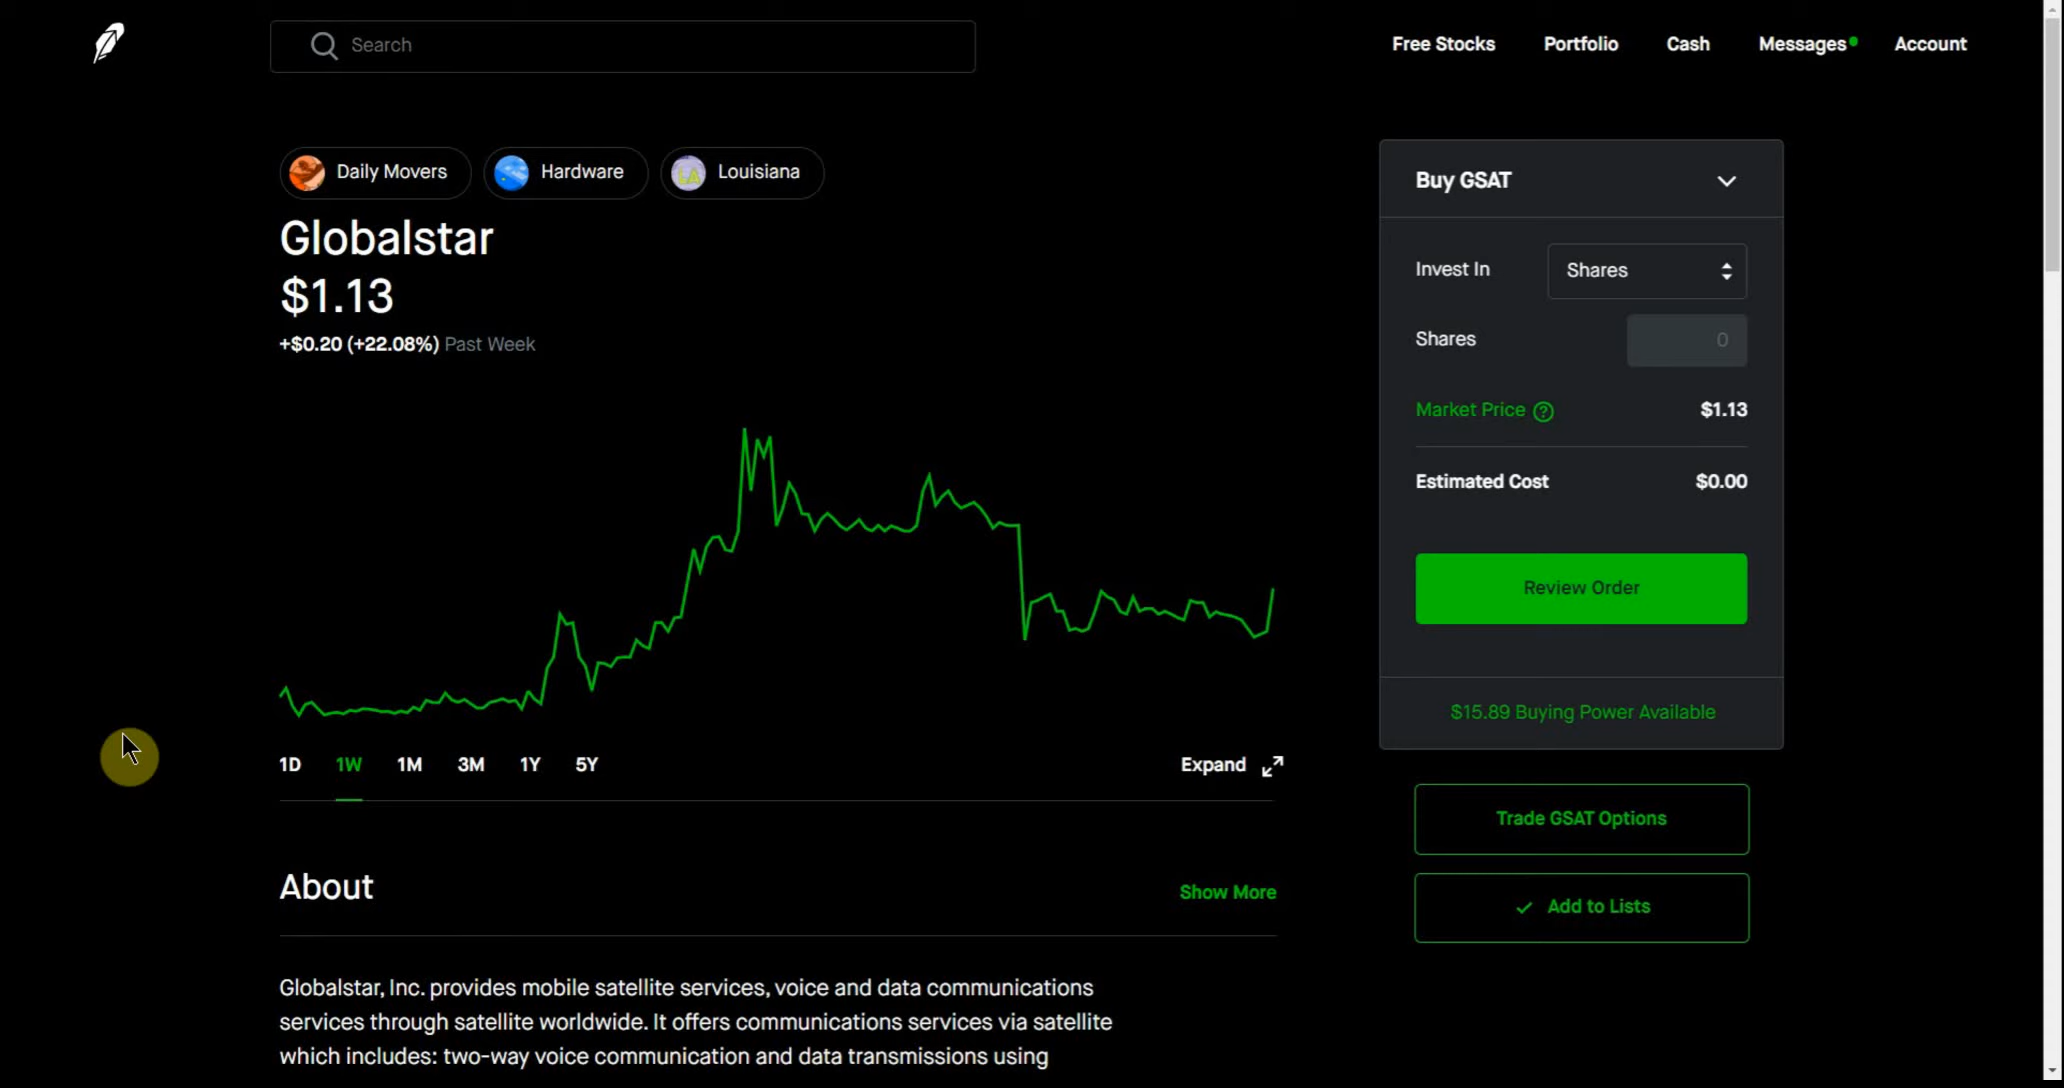 Search
Free Stocks
Portfolio
Cash
Messages
Account
Daily Movers
Hardware
LA
Louisiana
Globalstar
$1.13
+$0.20 (+22.08%) Past Week
1D
1W
1M
3M
1Y
5Y
Expand
About
Show More
Globalstar, Inc. provides mobile satellite services, voice and data communications
services through satellite worldwide. It offers communications services via satellite
which includes: two-way voice communication and data transmissions using
Buy GSAT
Invest In
Shares
Shares
0
Market Price ?
$1.13
Estimated Cost
$0.00
Review Order
$15.89 Buying Power Available
Trade GSAT Options
Add to Lists